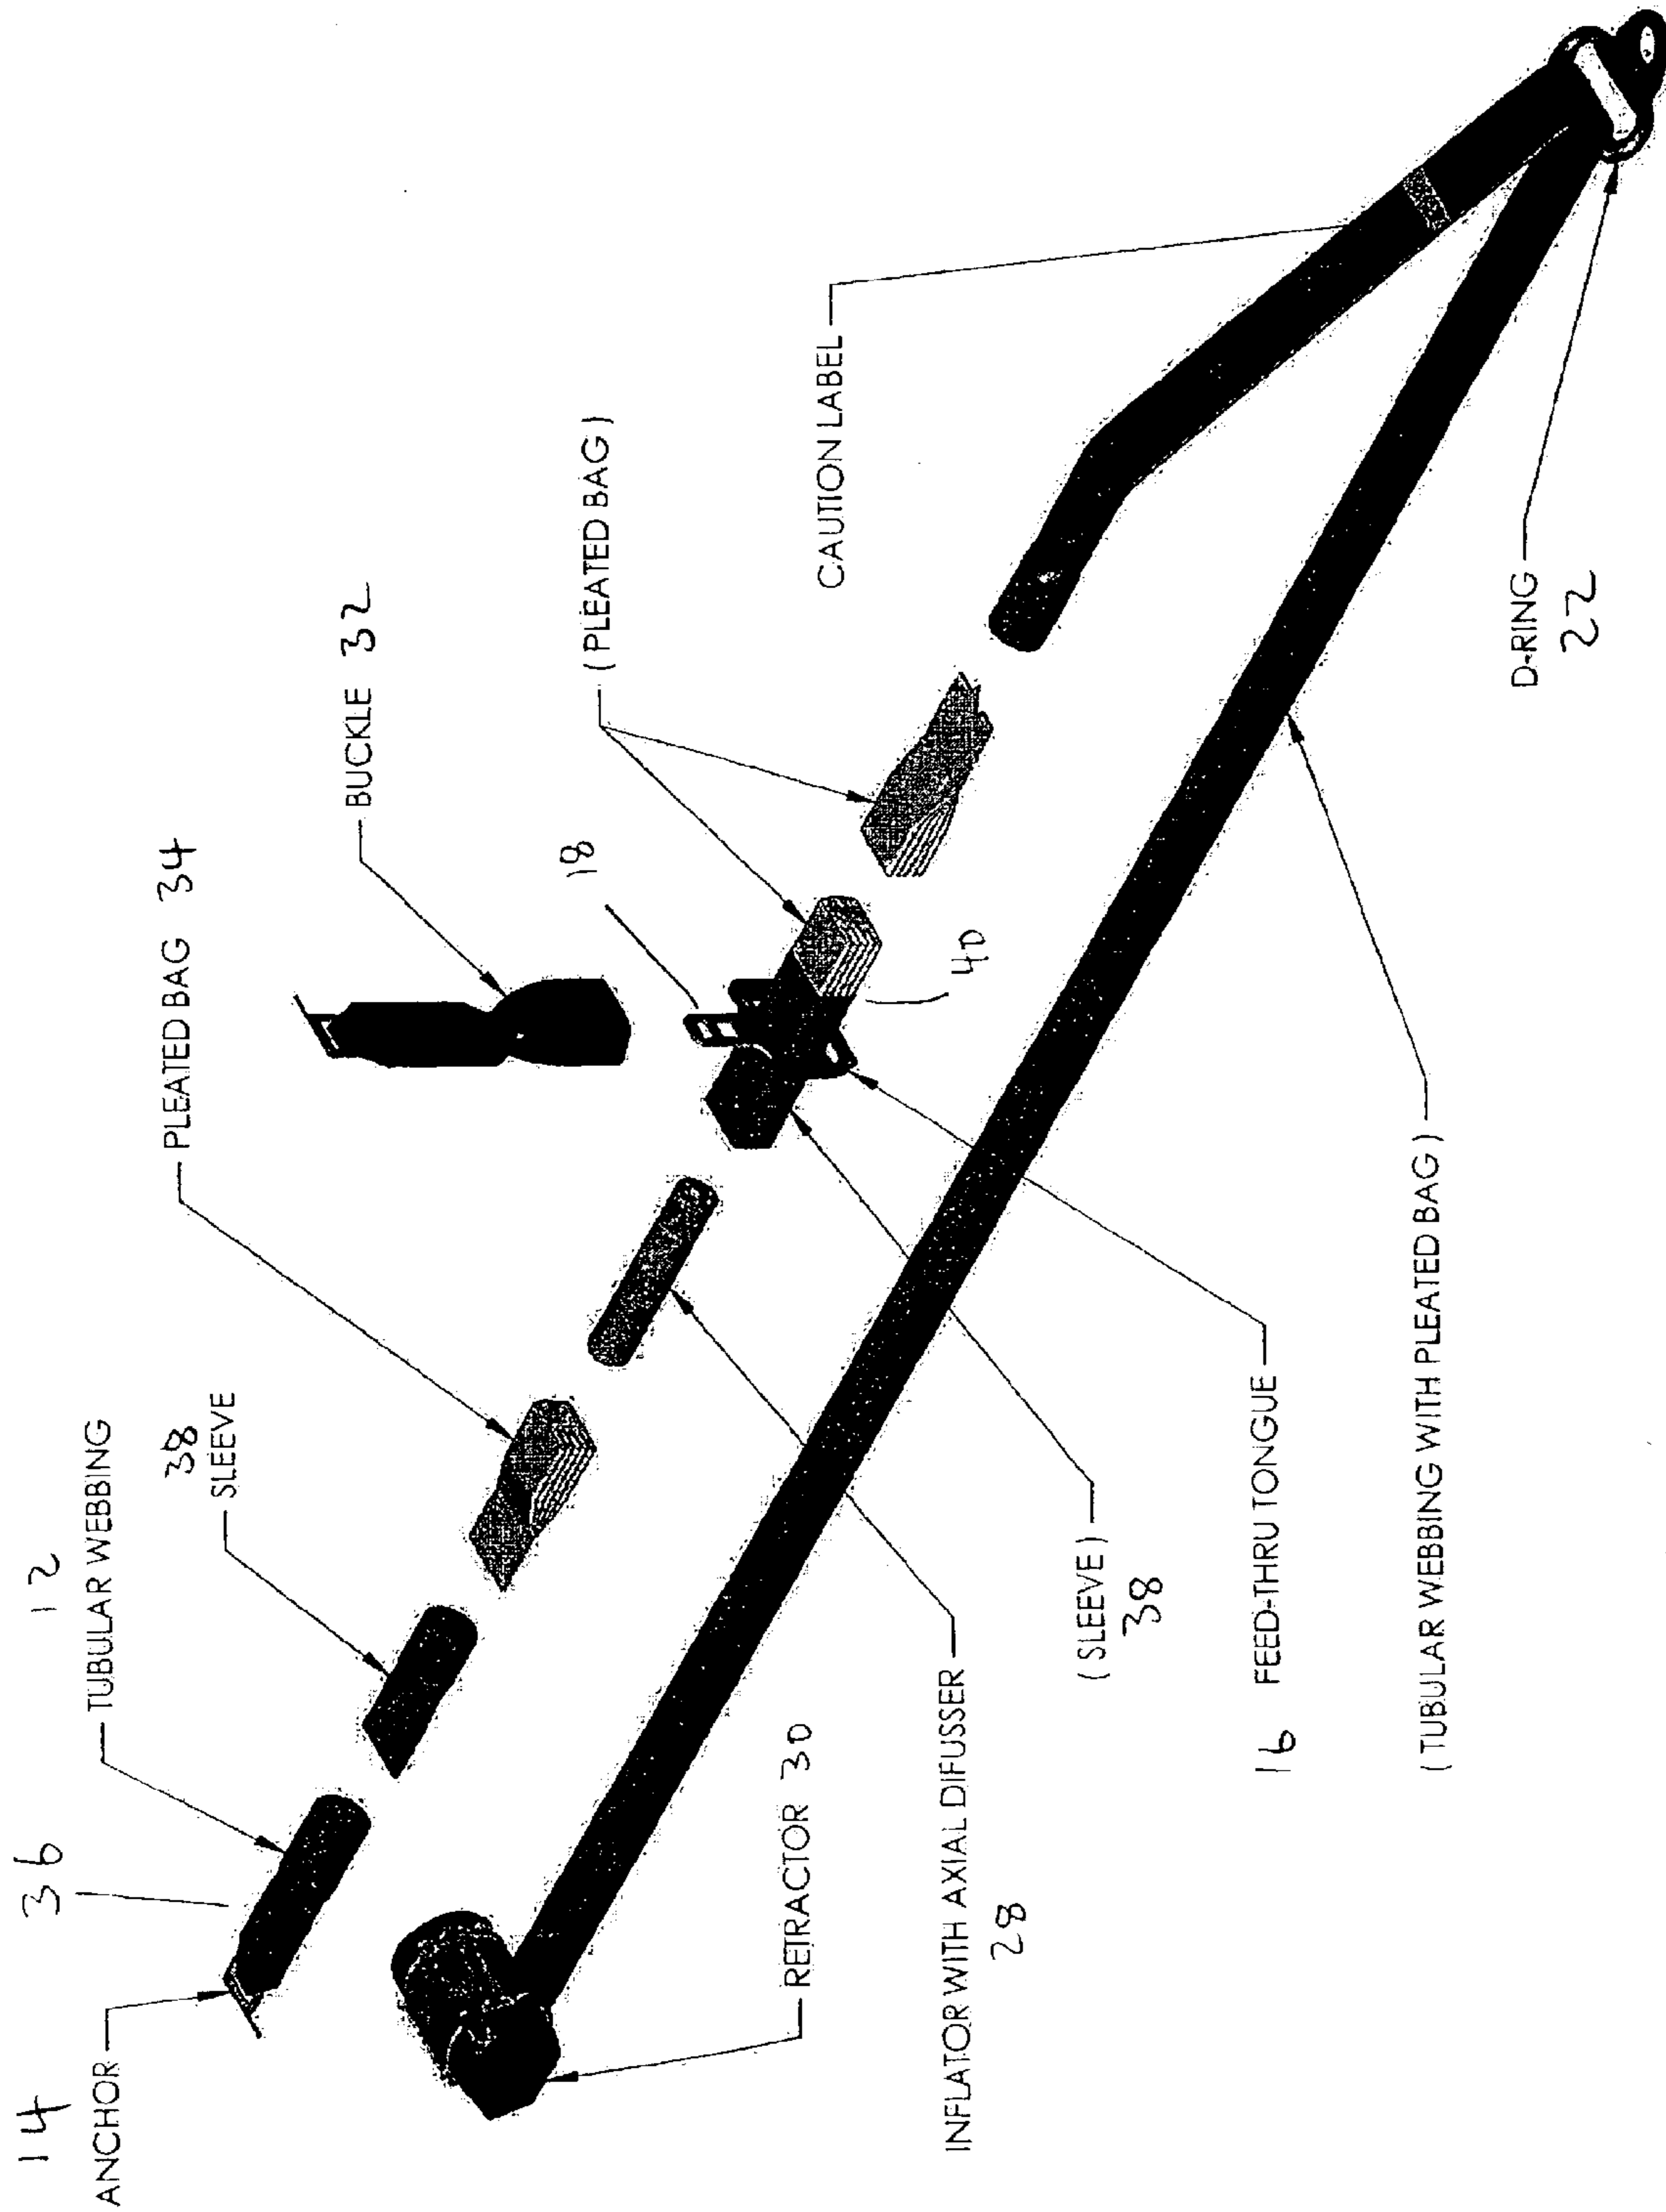 14
ANCHOR
36
12
TUBULAR WEBBING
38
SLEEVE
PLEATED BAG 34
BUCKLE 32
18
(PLEATED BAG)
40
CAUTION LABEL
RETRACTOR 30
INFLATOR WITH AXIAL DIFUSSER
28
(SLEEVE)
38
16 FEED-THRU TONGUE
(TUBULAR WEBBING WITH PLEATED BAG)
D-RING
22